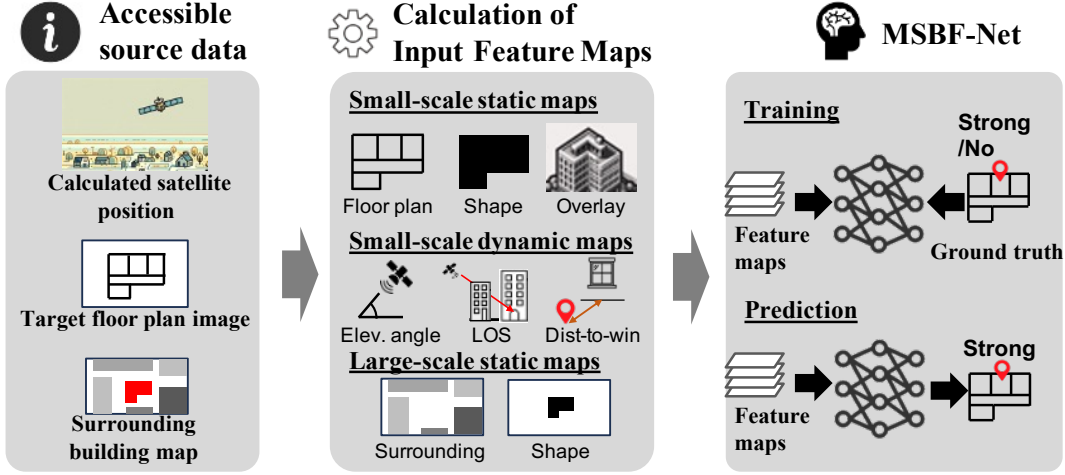 Accessible
source data
Calculated satellite
position
Target floor plan image
Surrounding
building map
Calculation of
Input Feature Maps
Small-scale static maps
Floor plan
Shape
Overlay
Small-scale dynamic maps
Elev. angle
LOS
Dist-to-win
Large-scale static maps
Surrounding
Shape
MSBF-Net
Training
Strong
/No
Feature
maps
Ground truth
Prediction
Strong
Feature
maps